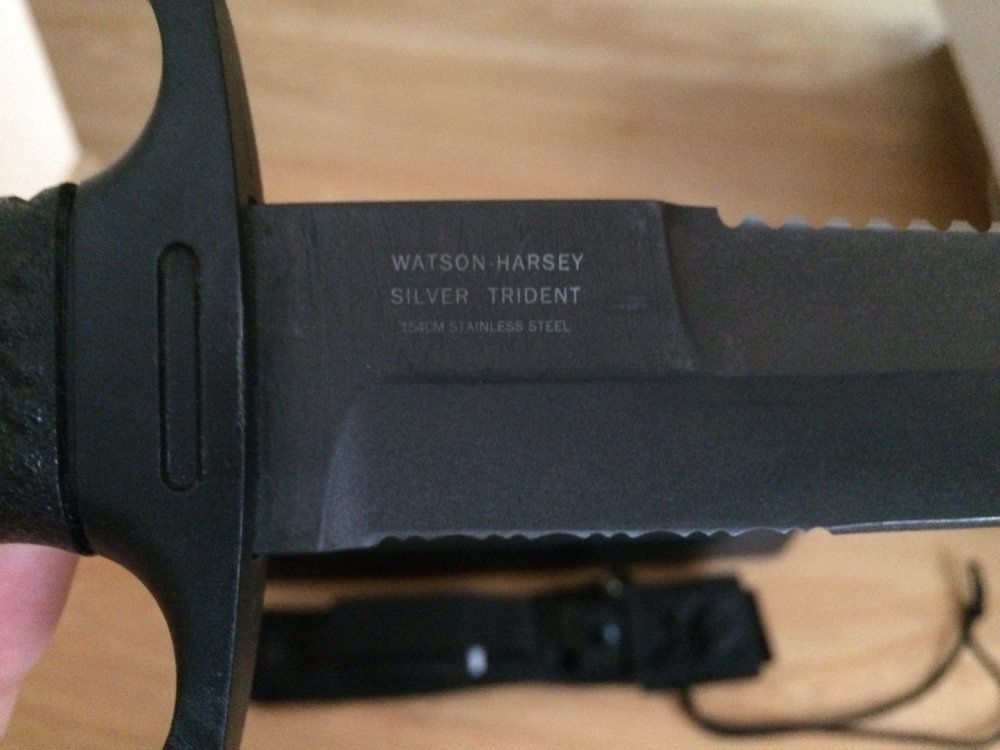 WATSON-HARSEY
SILVER TRIDENT
154CM STAINLESS STEEL